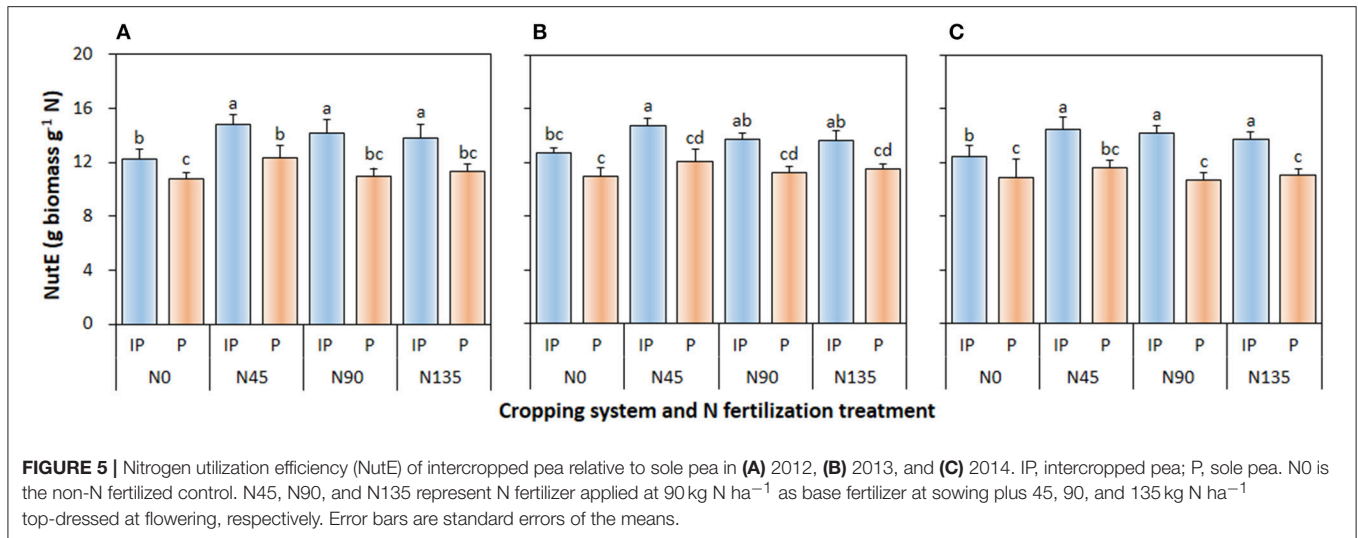 A B C
20
16
12
8
4
0
NutE (g biomass g⁻¹ N)
b c a b a bc a bc
bc c a cd ab cd ab cd
b c a bc a c a c
IP P IP P IP P IP P IP P IP P IP P IP P IP P IP P IP P IP P
N0 N45 N90 N135 N0 N45 N90 N135 N0 N45 N90 N135
Cropping system and N fertilization treatment
FIGURE 5 | Nitrogen utilization efficiency (NutE) of intercropped pea relative to sole pea in (A) 2012, (B) 2013, and (C) 2014. IP, intercropped pea; P, sole pea. N0 is
the non-N fertilized control. N45, N90, and N135 represent N fertilizer applied at 90 kg N ha⁻¹ as base fertilizer at sowing plus 45, 90, and 135 kg N ha⁻¹
top-dressed at flowering, respectively. Error bars are standard errors of the means.